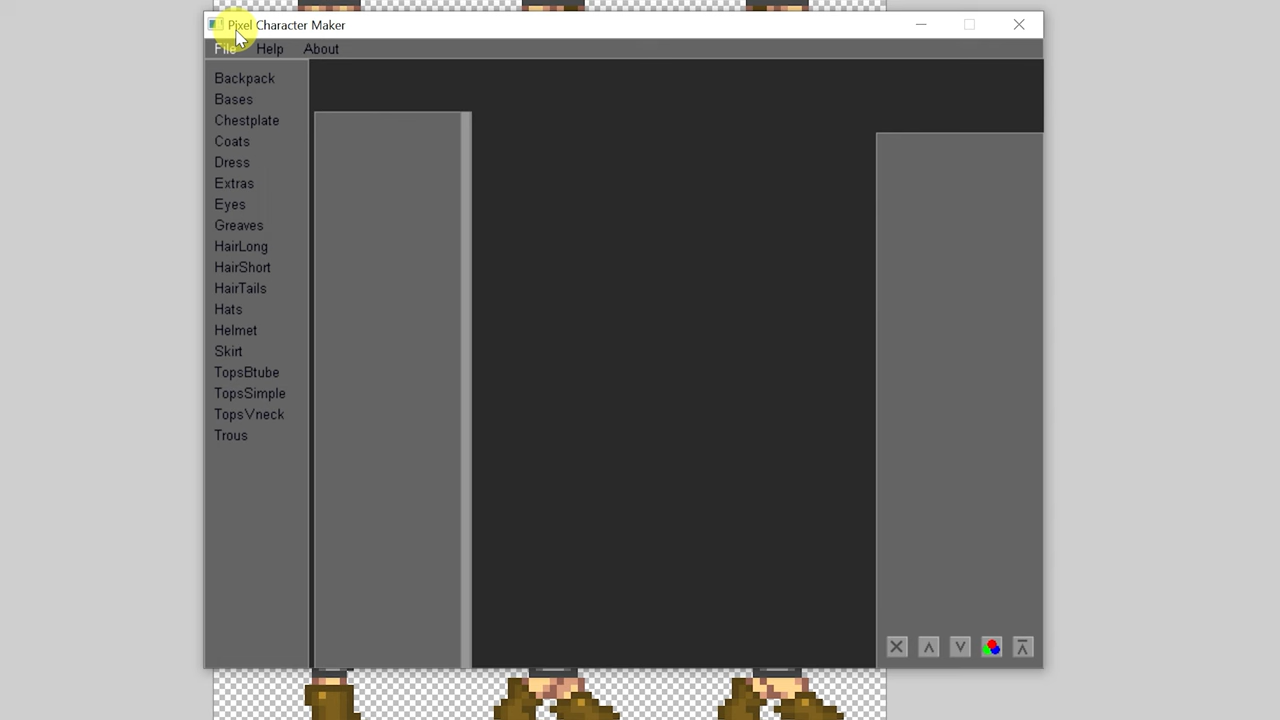 Pixel Character Maker
File Help About
Backpack
Bases
Chestplate
Coats
Dress
Extras
Eyes
Greaves
HairLong
HairShort
HairTails
Hats
Helmet
Skirt
TopsBtube
TopsSimple
TopsVneck
Trous